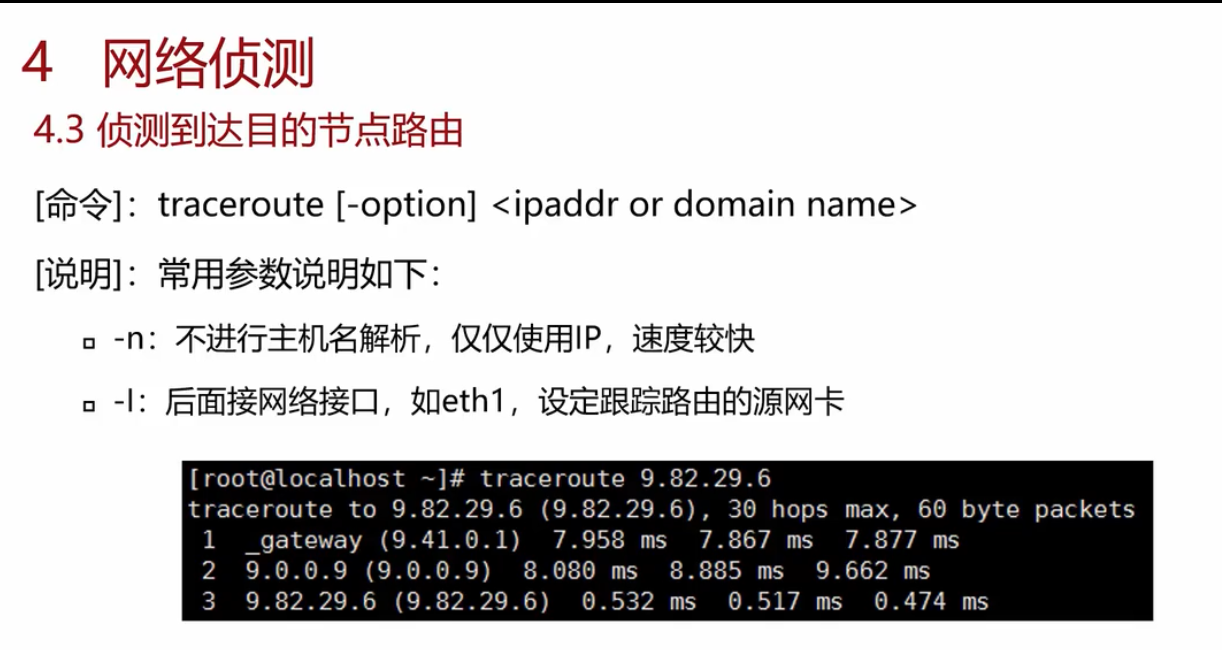 4 网络侦测
4.3 侦测到达目的节点路由
[命令]：traceroute [-option] <ipaddr or domain name>
[说明]：常用参数说明如下：
-n：不进行主机名解析，仅仅使用IP，速度较快
-I：后面接网络接口，如eth1，设定跟踪路由的源网卡
[root@localhost ~]# traceroute 9.82.29.6
traceroute to 9.82.29.6 (9.82.29.6), 30 hops max, 60 byte packets
1 _gateway (9.41.0.1) 7.958 ms 7.867 ms 7.877 ms
2 9.0.0.9 (9.0.0.9) 8.080 ms 8.885 ms 9.662 ms
3 9.82.29.6 (9.82.29.6) 0.532 ms 0.517 ms 0.474 ms